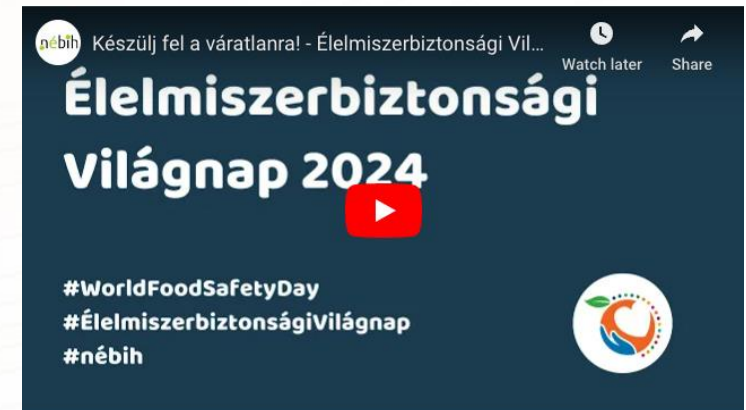 nébih
Készülj fel a váratlanra! - Élelmiszerbiztonsági Vil...
Watch later
Share
Élelmiszerbiztonsági
Világnap 2024
#WorldFoodSafetyDay
#ÉlelmiszerbiztonságiVilágnap
#nébih